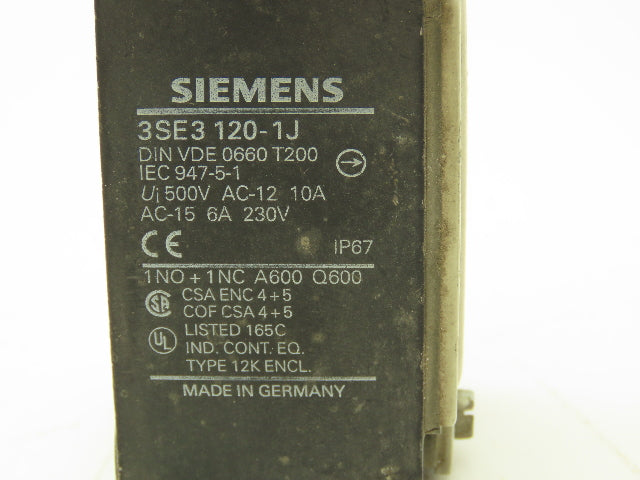 SIEMENS
3SE3 120-1J
DIN VDE 0660 T200
IEC 947-5-1
Ui 500V AC-12 10A
AC-15 6A 230V
CE IP67
1NO + 1NC A600 Q600
SA CSA ENC 4+5
COF CSA 4+5
UL LISTED 165C
IND. CONT. EQ.
TYPE 12K ENCL.
MADE IN GERMANY